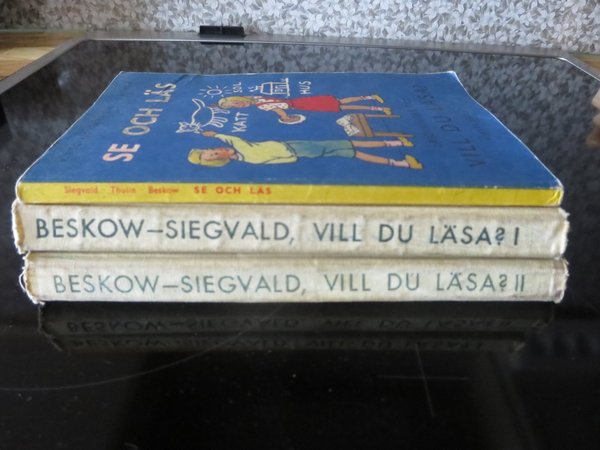 SE OCH LÄS
KATT
SOL
HUS
VILL DU
Siegvald Thulin Beskow SE OCH LÄS
BESKOW–SIEGVALD, VILL DU LÄSA? I
BESKOW–SIEGVALD, VILL DU LÄSA? II